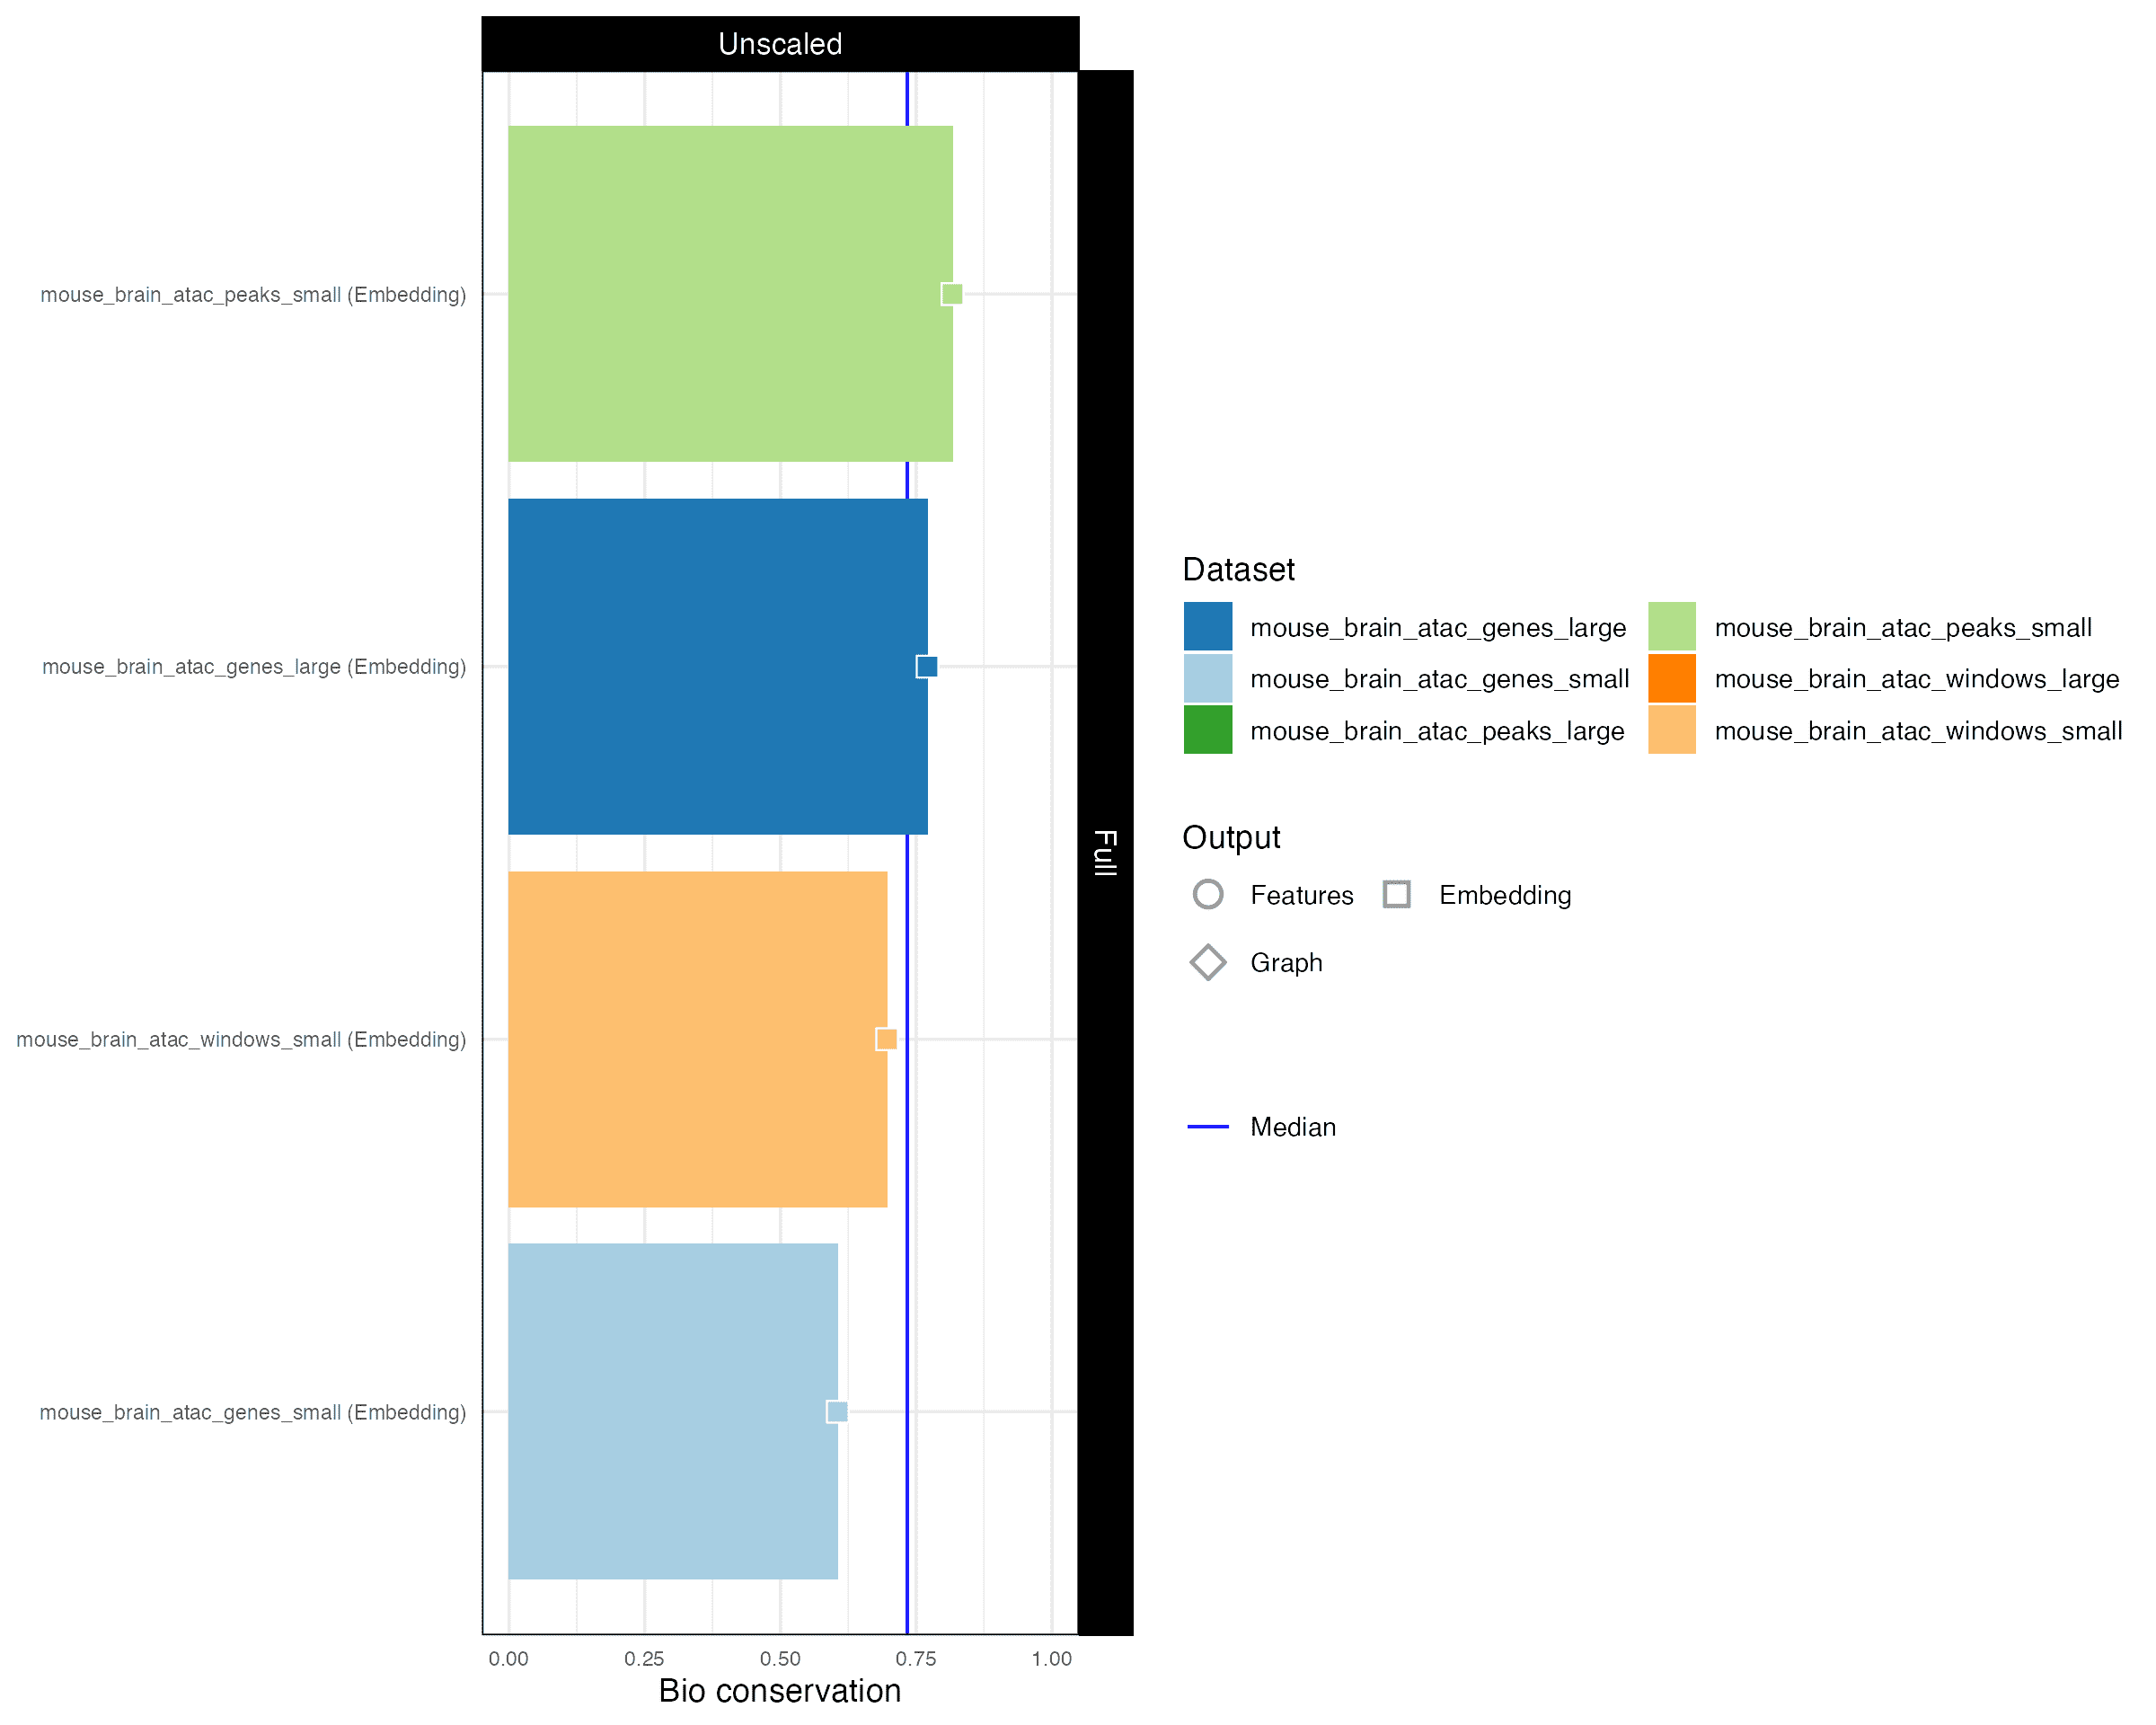 Unscaled
mouse_brain_atac_peaks_small (Embedding)
mouse_brain_atac_genes_large (Embedding)
mouse_brain_atac_windows_small (Embedding)
mouse_brain_atac_genes_small (Embedding)
0.00 0.25 0.50 0.75 1.00
Bio conservation
Full
Dataset
mouse_brain_atac_genes_large mouse_brain_atac_peaks_small
mouse_brain_atac_genes_small mouse_brain_atac_windows_large
mouse_brain_atac_peaks_large mouse_brain_atac_windows_small
Output
Features Embedding
Graph
Median